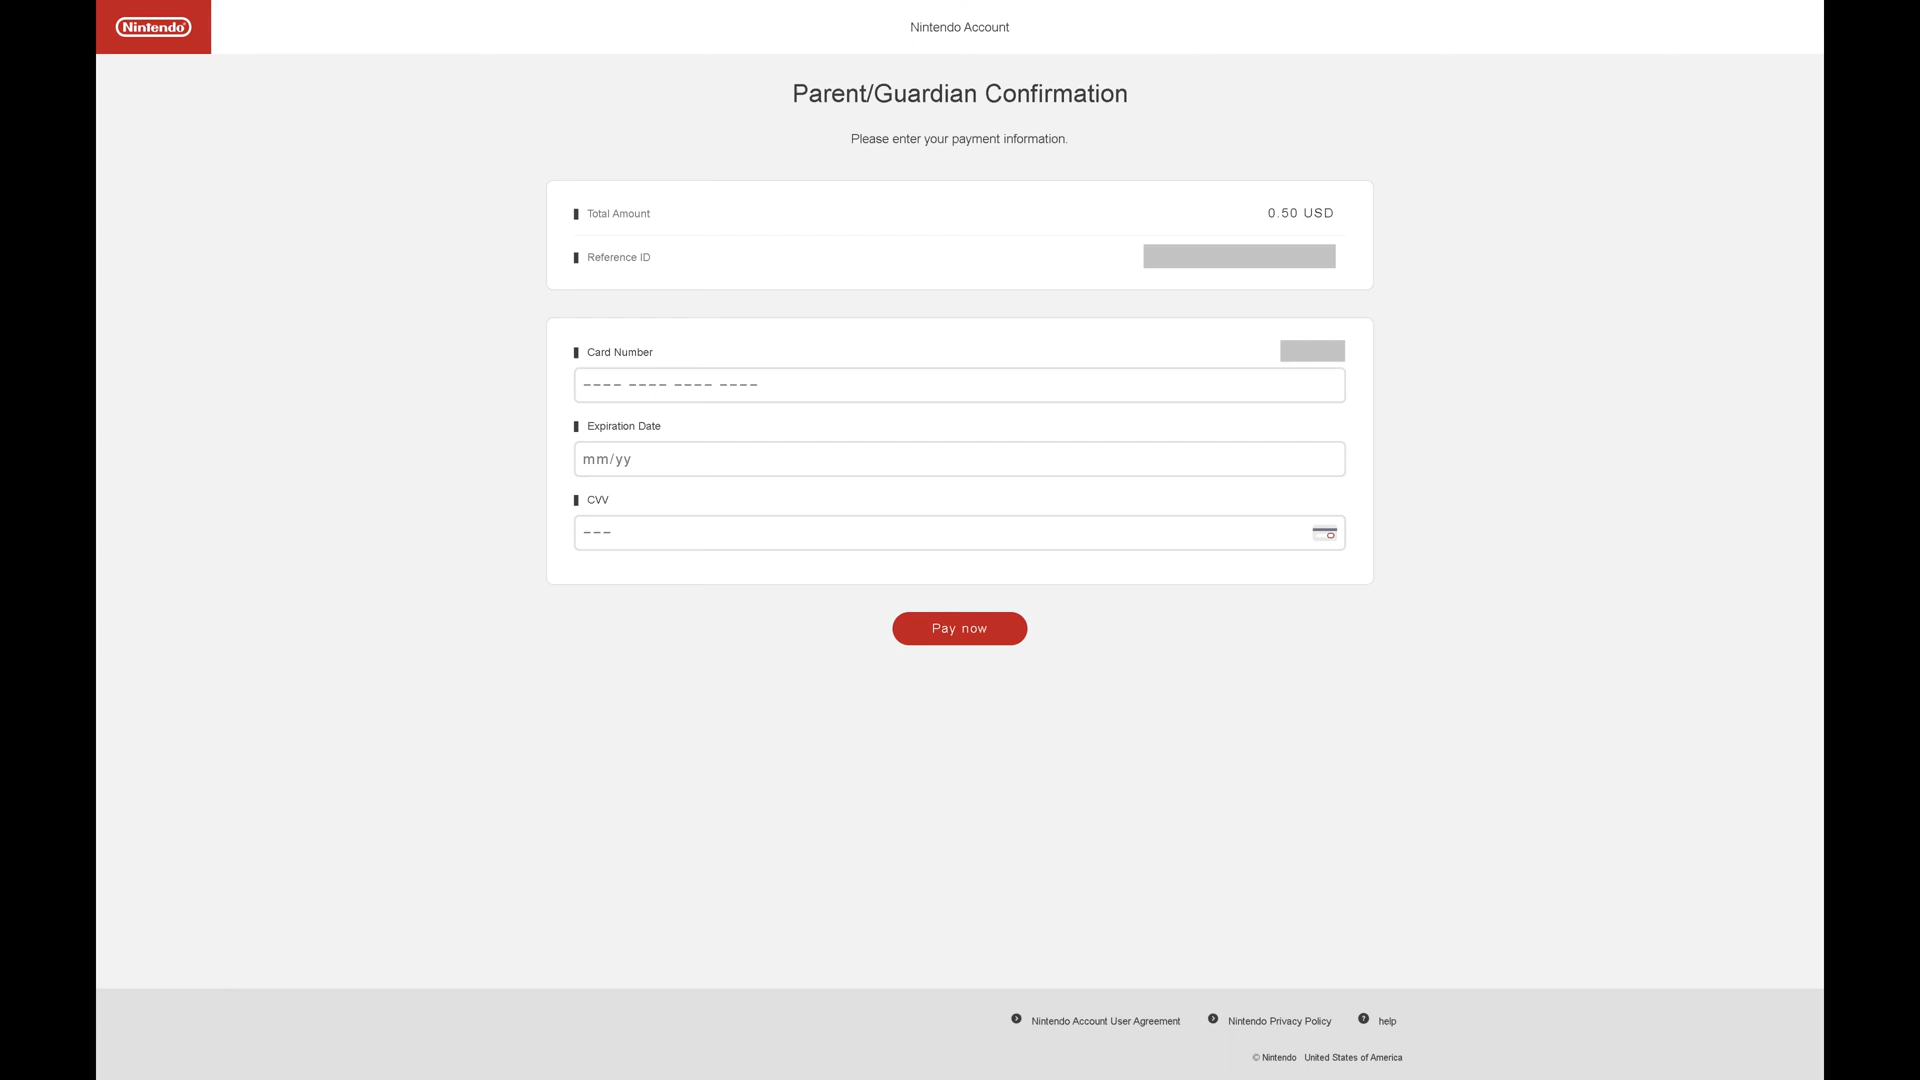 Nintendo
Nintendo Account
Parent/Guardian Confirmation
Please enter your payment information.
Total Amount
0.50 USD
Reference ID
Card Number
---- ---- ---- ----
Expiration Date
mm/yy
CVV
---
Pay now
Nintendo Account User Agreement
Nintendo Privacy Policy
? help
© Nintendo United States of America